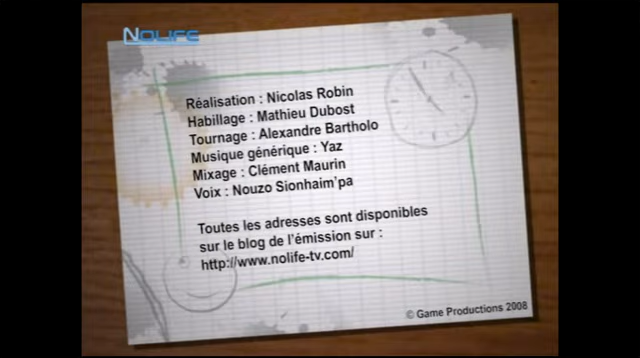 NOLIFE
Réalisation : Nicolas Robin
Habillage : Mathieu Dubost
Tournage : Alexandre Bartholo
Musique générique : Yaz
Mixage : Clément Maurin
Voix : Nouzo Sionhaim'pa
Toutes les adresses sont disponibles
sur le blog de l'émission sur :
http://www.nolife-tv.com/
© Game Productions 2008